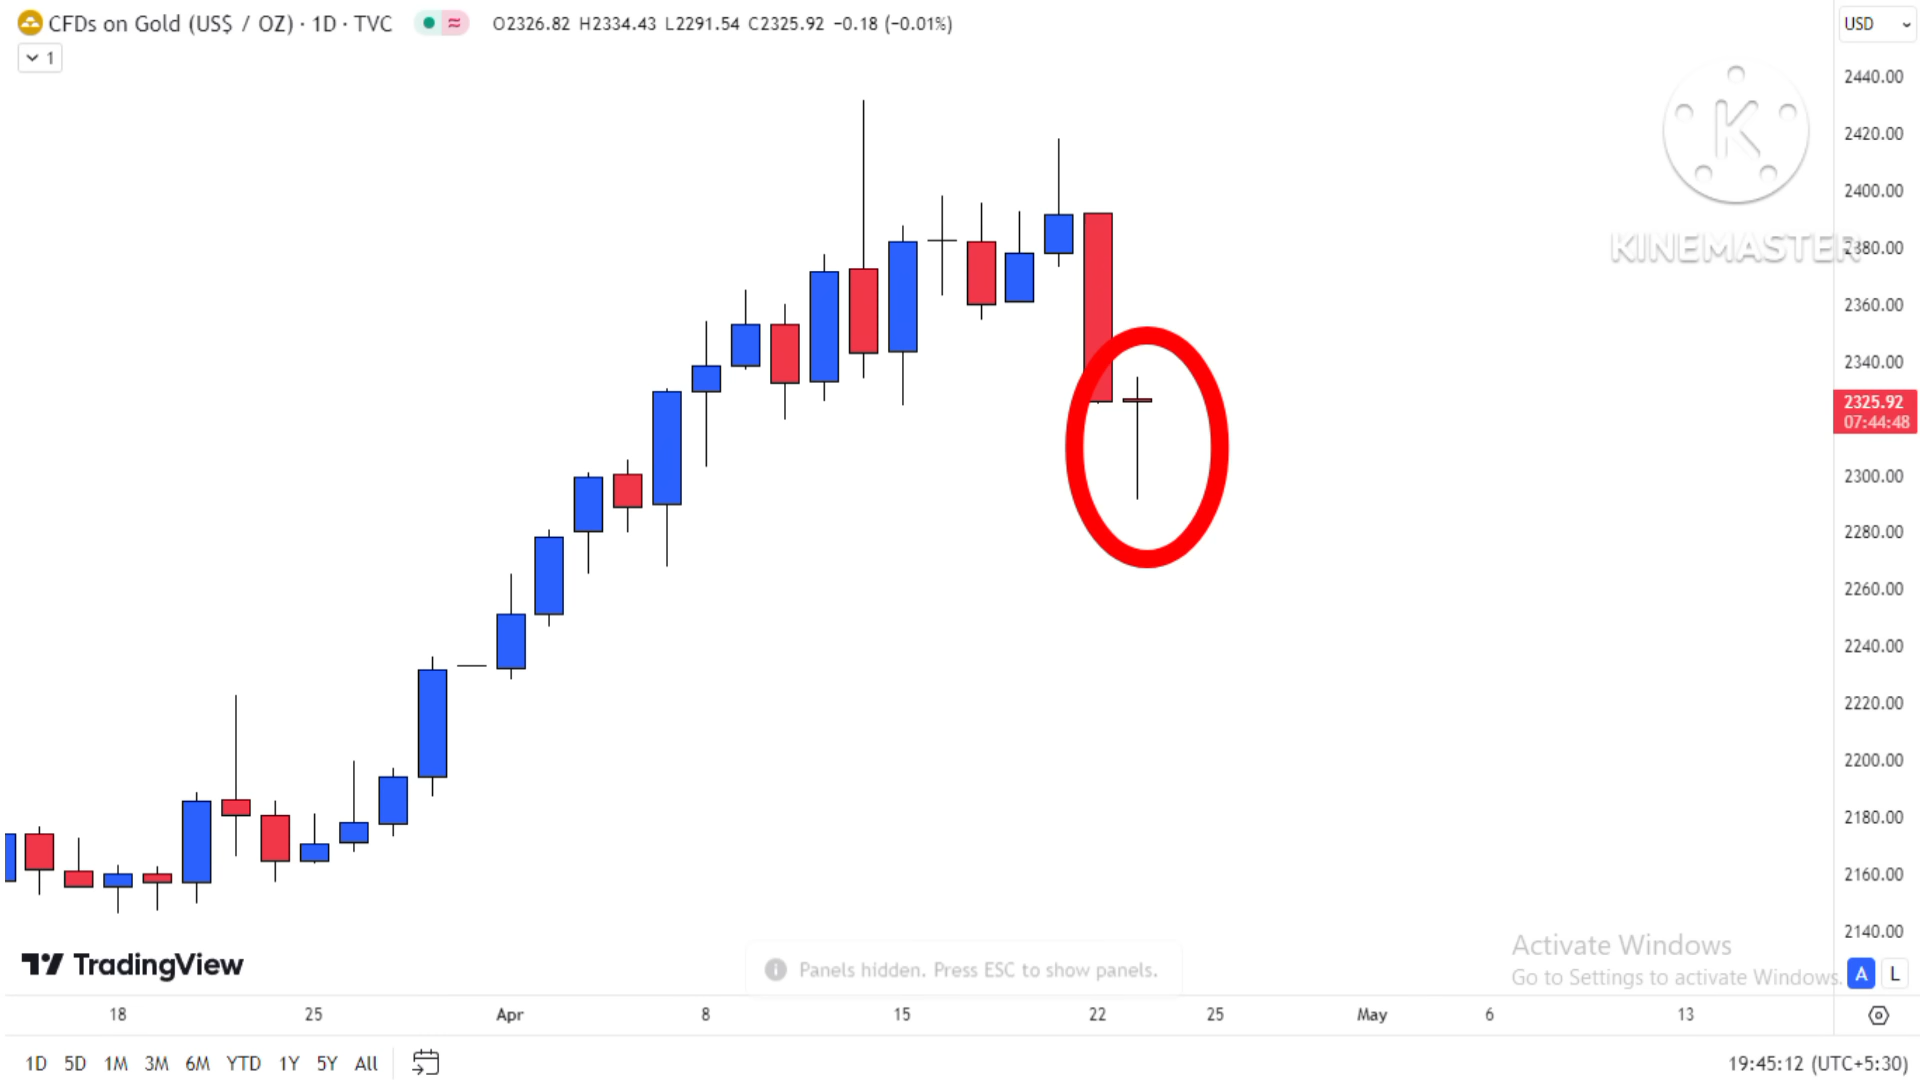 CFDs on Gold (US$ / OZ) · 1D · TVC O2326.82 H2334.43 L2291.54 C2325.92 −0.18 (−0.01%) USD
1
2440.00
2420.00
2400.00
2380.00
2360.00
2340.00
2325.92
07:44:48
2300.00
2280.00
2260.00
2240.00
2220.00
2200.00
2180.00
2160.00
2140.00
K
KINEMASTER
TradingView
Panels hidden. Press ESC to show panels.
Activate Windows
Go to Settings to activate Windows.
A L
18 25 Apr 8 15 22 25 May 6 13
1D 5D 1M 3M 6M YTD 1Y 5Y All 19:45:12 (UTC+5:30)